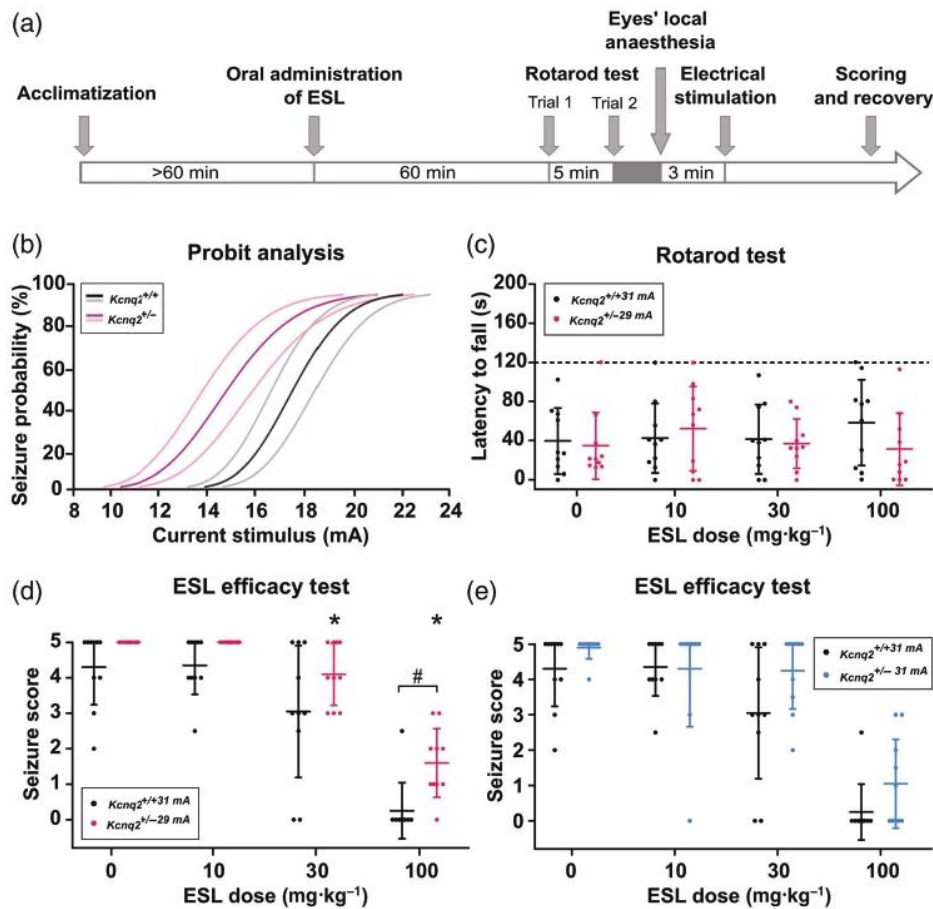 (a)
Eyes' local
anaesthesia
Acclimatization
Oral administration
of ESL
Rotarod test
Trial 1
Trial 2
Electrical
stimulation
Scoring
and recovery
>60 min
60 min
5 min
3 min
(b)
Probit analysis
Seizure probability (%)
100
80
60
40
20
0
Kcnq2+/+
Kcnq2+/−
8 10 12 14 16 18 20 22 24
Current stimulus (mA)
(c)
Rotarod test
Latency to fall (s)
200
160
120
80
40
0
Kcnq2+/+31 mA
Kcnq2+/−29 mA
0 10 30 100
ESL dose (mg·kg−1)
(d)
ESL efficacy test
Seizure score
5
4
3
2
1
0
* *
#
Kcnq2+/+31 mA
Kcnq2+/−29 mA
0 10 30 100
ESL dose (mg·kg−1)
(e)
ESL efficacy test
Seizure score
5
4
3
2
1
0
Kcnq2+/+31 mA
Kcnq2+/− 31 mA
0 10 30 100
ESL dose (mg·kg−1)